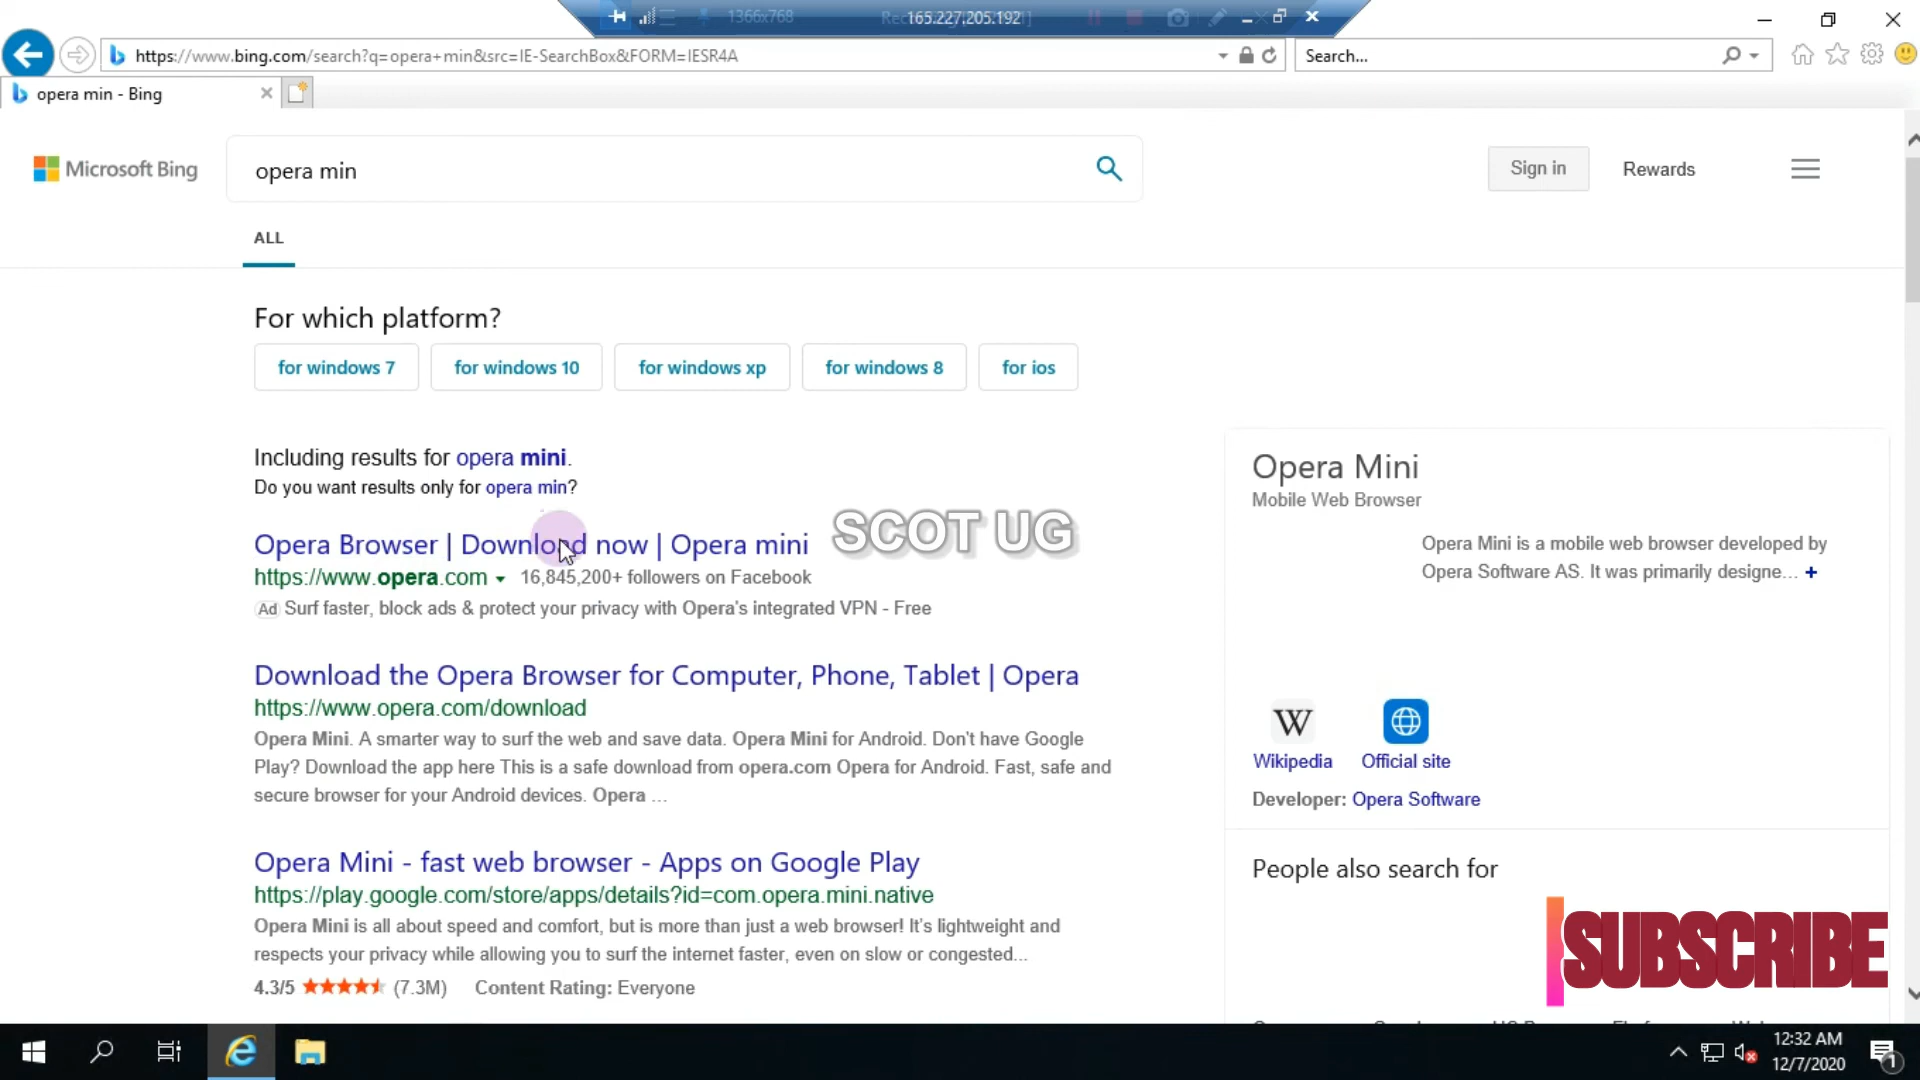 1366x768
165.227.205.192
https://www.bing.com/search?q=opera+min&src=IE-SearchBox&FORM=IESR4A
Search...
opera min - Bing
Microsoft Bing
opera min
Sign in
Rewards
ALL
For which platform?
for windows 7
for windows 10
for windows xp
for windows 8
for ios
Including results for opera mini.
Do you want results only for opera min?
Opera Browser | Download now | Opera mini
https://www.opera.com
16,845,200+ followers on Facebook
Ad Surf faster, block ads & protect your privacy with Opera's integrated VPN - Free
SCOT UG
Download the Opera Browser for Computer, Phone, Tablet | Opera
https://www.opera.com/download
Opera Mini. A smarter way to surf the web and save data. Opera Mini for Android. Don't have Google
Play? Download the app here This is a safe download from opera.com Opera for Android. Fast, safe and
secure browser for your Android devices. Opera ...
Opera Mini - fast web browser - Apps on Google Play
https://play.google.com/store/apps/details?id=com.opera.mini.native
Opera Mini is all about speed and comfort, but is more than just a web browser! It's lightweight and
respects your privacy while allowing you to surf the internet faster, even on slow or congested...
4.3/5
(7.3M)
Content Rating: Everyone
Opera Mini
Mobile Web Browser
Opera Mini is a mobile web browser developed by
Opera Software AS. It was primarily designe... +
W
Wikipedia
Official site
Developer: Opera Software
People also search for
SUBSCRIBE
12:32 AM
12/7/2020
1